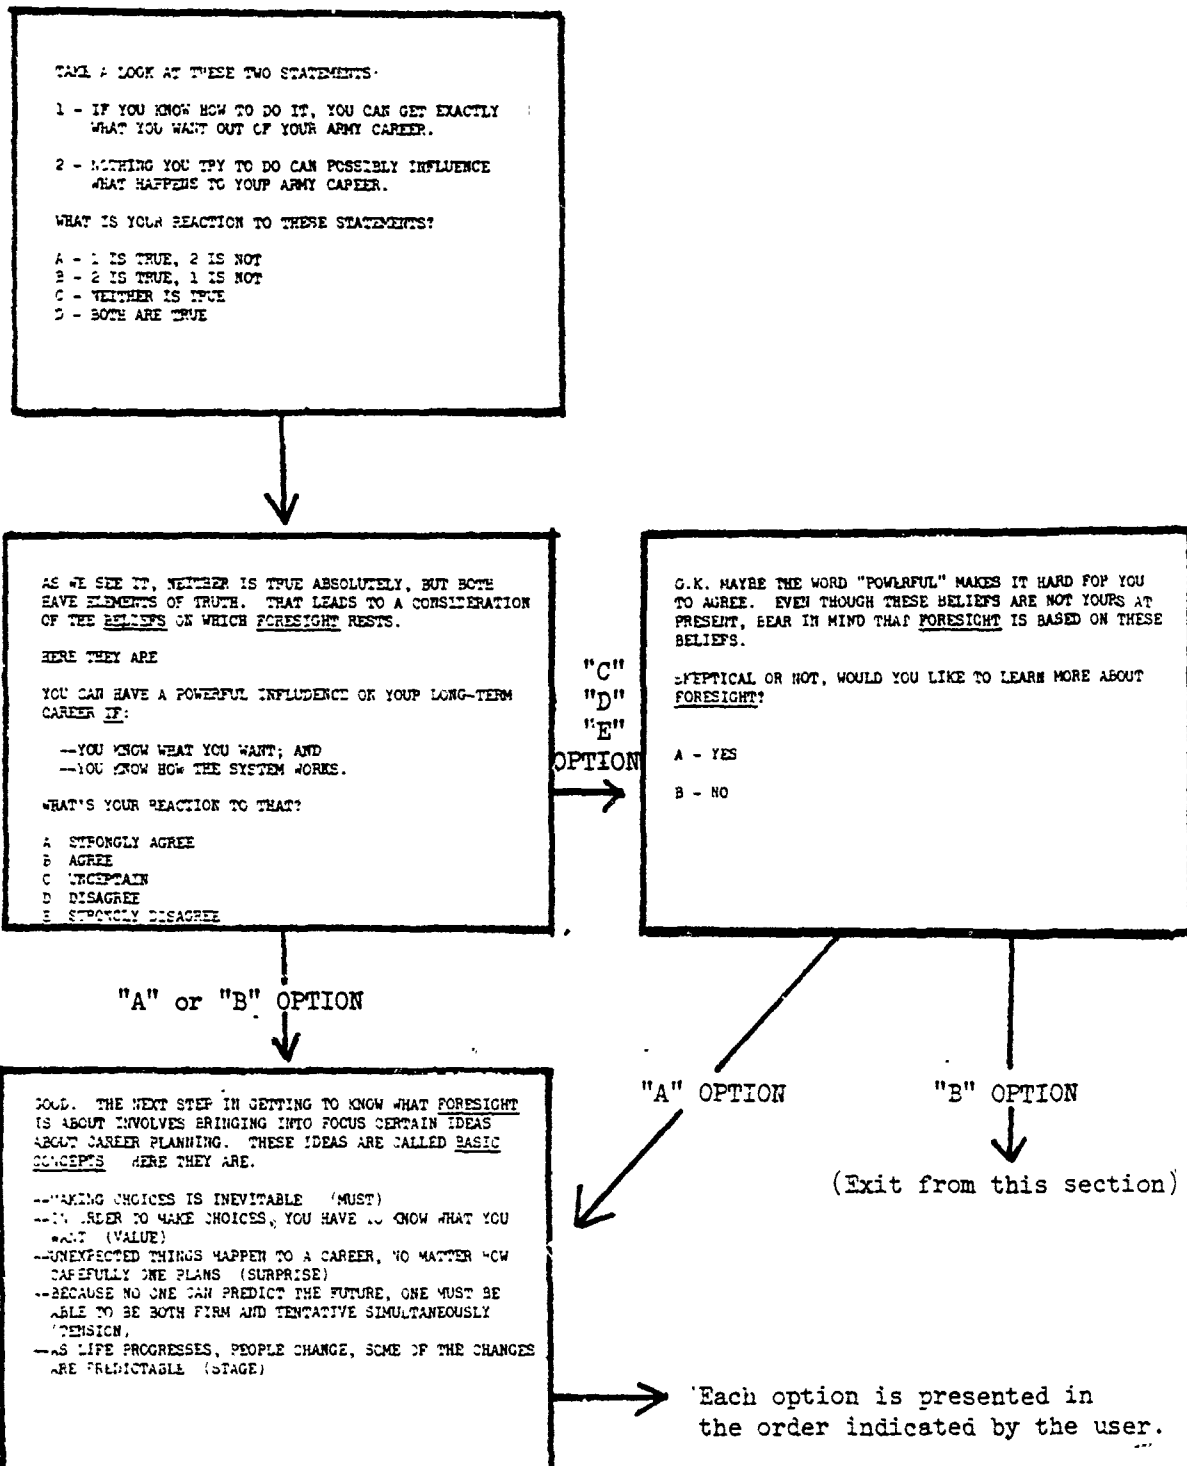 TAKE A LOOK AT THESE TWO STATEMENTS.
1 - IF YOU KNOW HOW TO DO IT, YOU CAN GET EXACTLY
WHAT YOU WANT OUT OF YOUR ARMY CAREER.
2 - NOTHING YOU TRY TO DO CAN POSSIBLY INFLUENCE
WHAT HAPPENS TO YOUR ARMY CAREER.
WHAT IS YOUR REACTION TO THESE STATEMENTS?
A - 1 IS TRUE, 2 IS NOT
B - 2 IS TRUE, 1 IS NOT
C - NEITHER IS TRUE
D - BOTH ARE TRUE
AS WE SEE IT, NEITHER IS TRUE ABSOLUTELY, BUT BOTH
HAVE ELEMENTS OF TRUTH. THAT LEADS TO A CONSIDERATION
OF THE BELIEFS ON WHICH FORESIGHT RESTS.
HERE THEY ARE
YOU CAN HAVE A POWERFUL INFLUDENCE ON YOUR LONG-TERM
CAREER IF:
--YOU KNOW WHAT YOU WANT; AND
--YOU KNOW HOW THE SYSTEM WORKS.
WHAT'S YOUR REACTION TO THAT?
A STRONGLY AGREE
B AGREE
C UNCERTAIN
D DISAGREE
E STRONGLY DISAGREE
"C"
"D"
"E"
OPTION
O.K. MAYBE THE WORD "POWERFUL" MAKES IT HARD FOR YOU
TO AGREE. EVEN THOUGH THESE BELIEFS ARE NOT YOURS AT
PRESENT, BEAR IN MIND THAT FORESIGHT IS BASED ON THESE
BELIEFS.
SKEPTICAL OR NOT, WOULD YOU LIKE TO LEARN MORE ABOUT
FORESIGHT?
A - YES
B - NO
"A" or "B" OPTION
"A" OPTION
"B" OPTION
(Exit from this section)
GOOD. THE NEXT STEP IN GETTING TO KNOW WHAT FORESIGHT
IS ABOUT INVOLVES BRINGING INTO FOCUS CERTAIN IDEAS
ABOUT CAREER PLANNING. THESE IDEAS ARE CALLED BASIC
CONCEPTS HERE THEY ARE.
--MAKING CHOICES IS INEVITABLE (MUST)
--IN ORDER TO MAKE CHOICES, YOU HAVE TO KNOW WHAT YOU
WANT (VALUE)
--UNEXPECTED THINGS HAPPEN TO A CAREER, NO MATTER HOW
CAREFULLY ONE PLANS (SURPRISE)
--BECAUSE NO ONE CAN PREDICT THE FUTURE, ONE MUST BE
ABLE TO BE BOTH FIRM AND TENTATIVE SIMULTANEOUSLY
(TENSION)
--AS LIFE PROGRESSES, PEOPLE CHANGE, SOME OF THE CHANGES
ARE PREDICTABLE (STAGE)
Each option is presented in
the order indicated by the user.